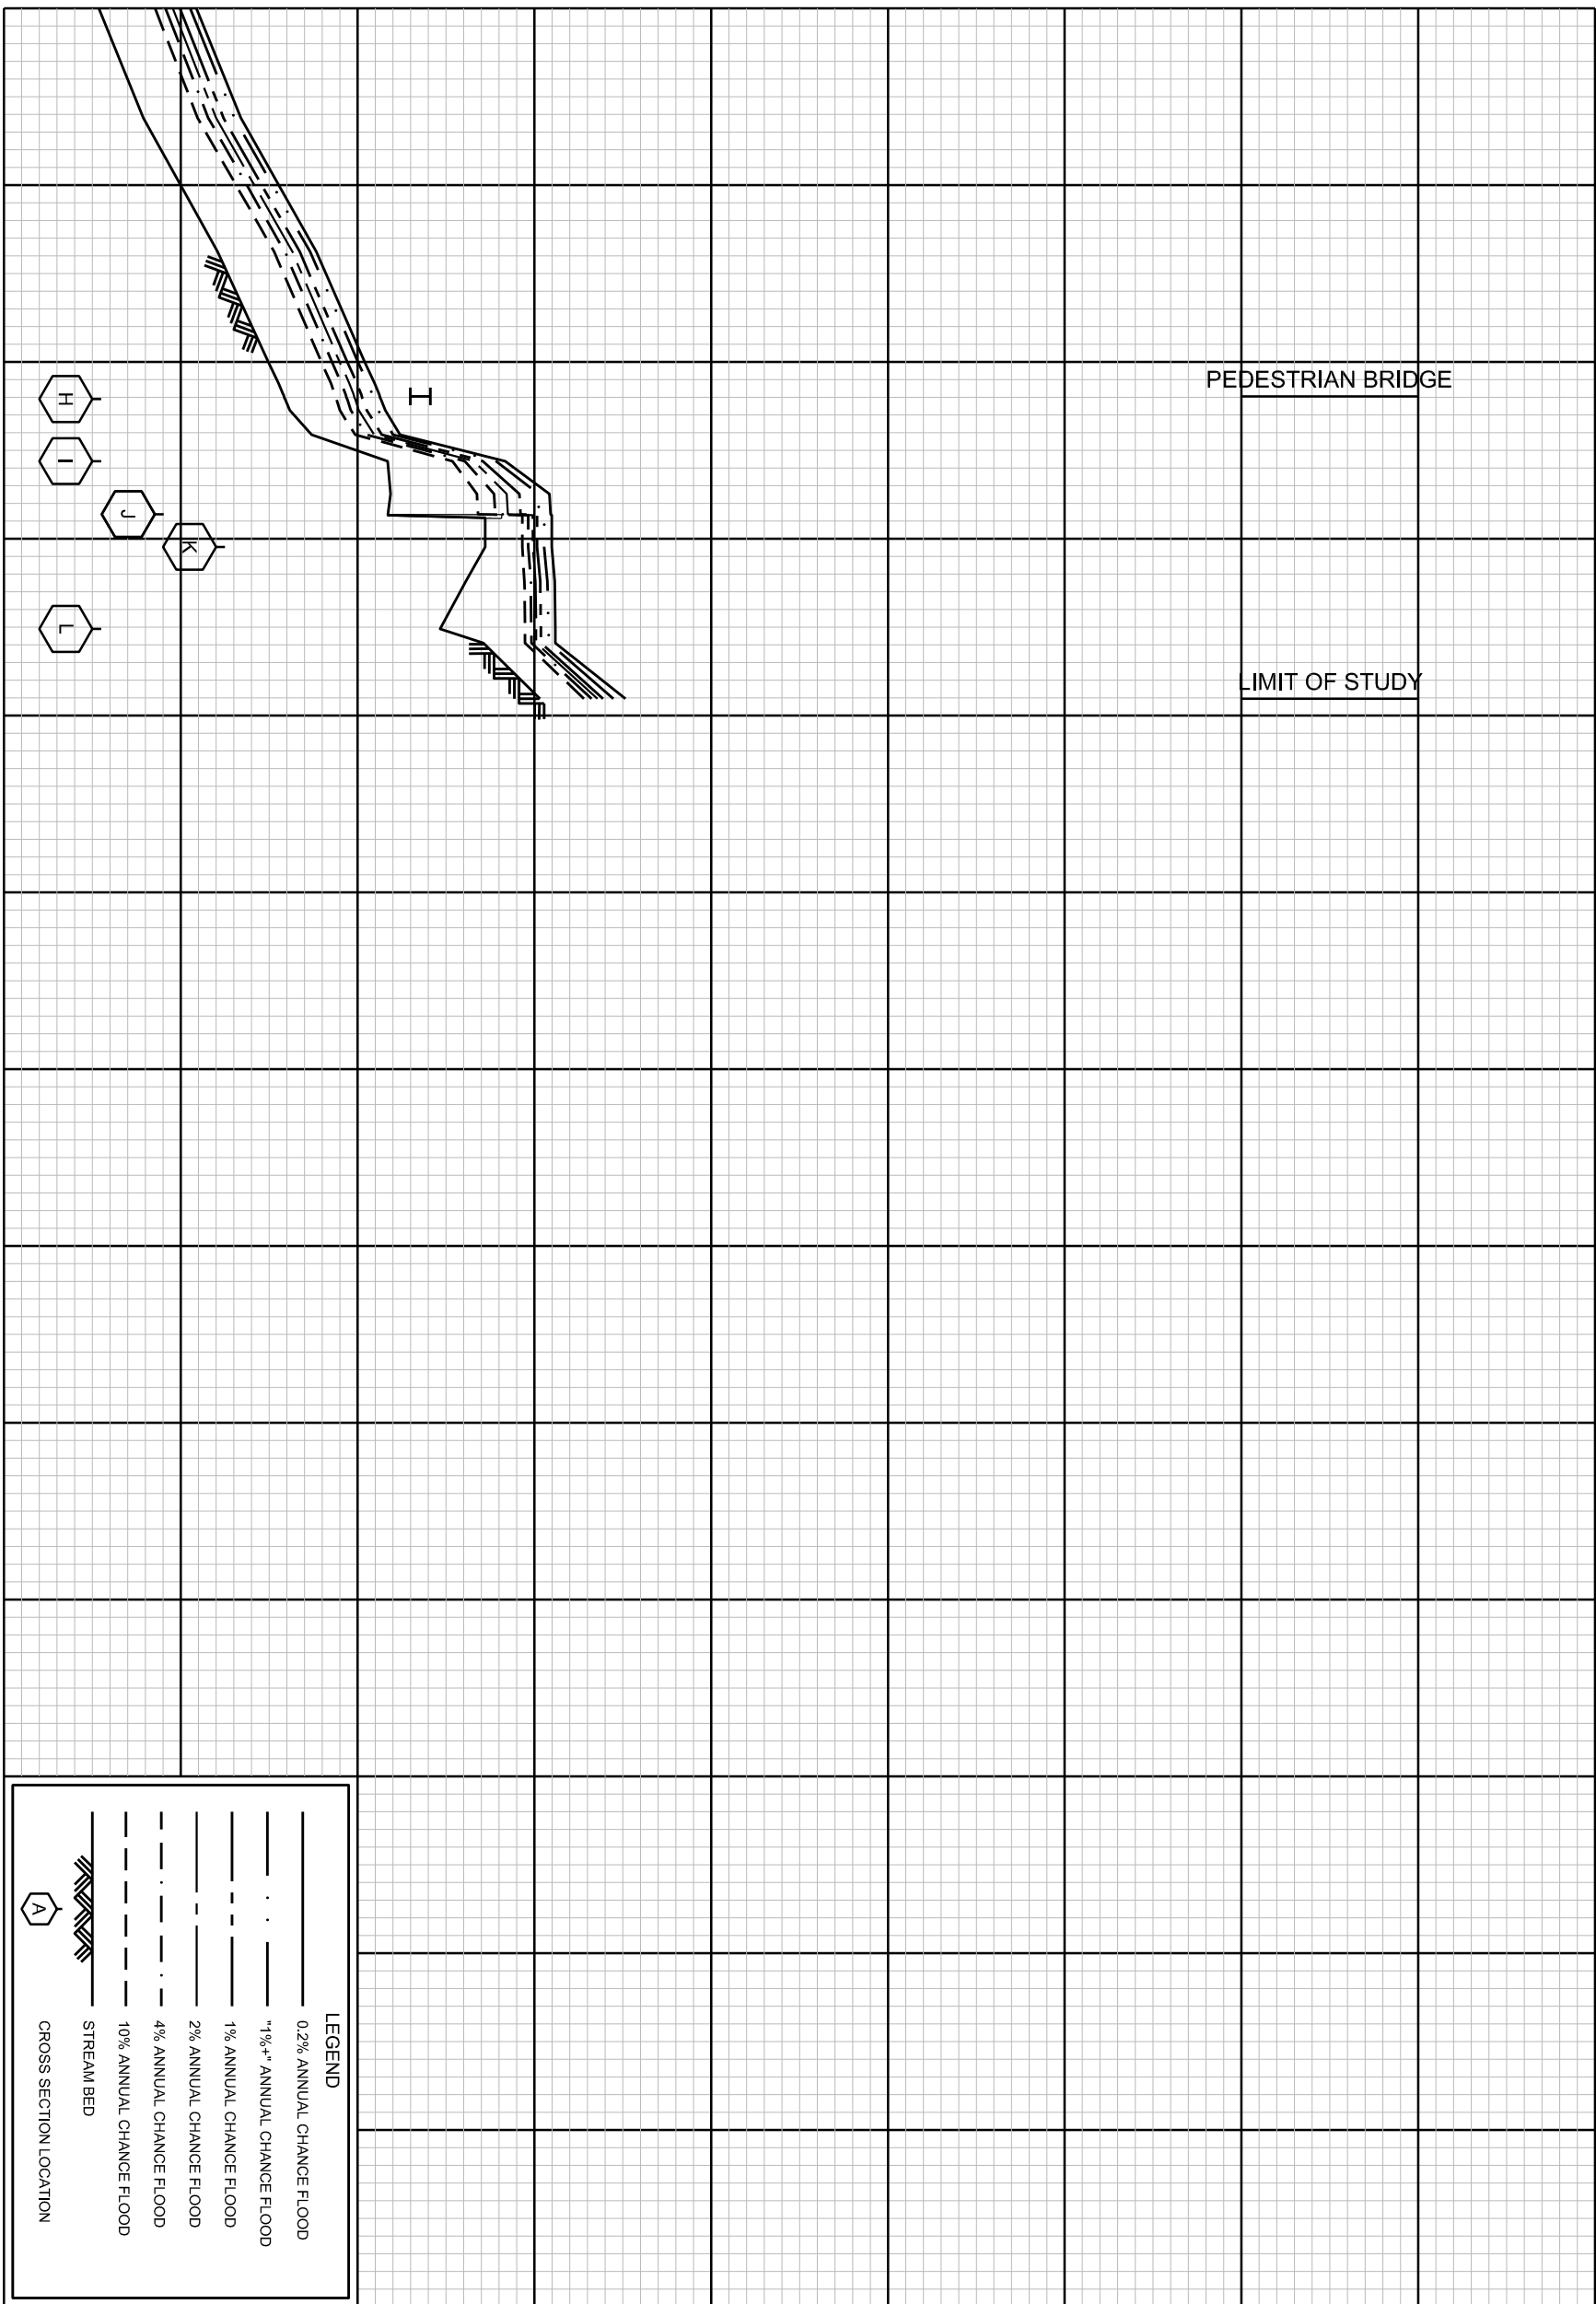 PEDESTRIAN BRIDGE
LIMIT OF STUDY
H
I
J
K
L
LEGEND
0.2% ANNUAL CHANCE FLOOD
"1%+" ANNUAL CHANCE FLOOD
1% ANNUAL CHANCE FLOOD
2% ANNUAL CHANCE FLOOD
4% ANNUAL CHANCE FLOOD
10% ANNUAL CHANCE FLOOD
STREAM BED
A
CROSS SECTION LOCATION